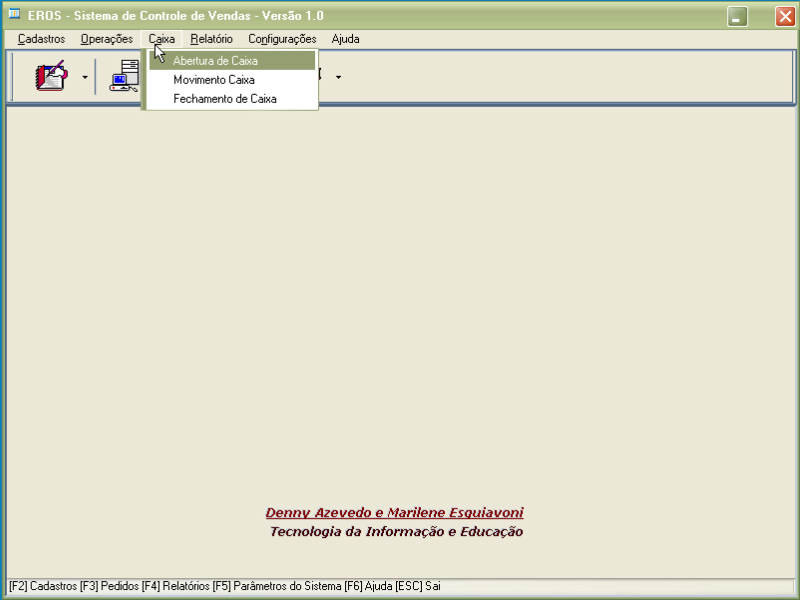 EROS - Sistema de Controle de Vendas - Versão 1.0
Cadastros Operações Caixa Relatório Configurações Ajuda
Abertura de Caixa
Movimento Caixa
Fechamento de Caixa
Denny Azevedo e Marilene Esquiavoni
Tecnologia da Informação e Educação
[F2] Cadastros [F3] Pedidos [F4] Relatórios [F5] Parâmetros do Sistema [F6] Ajuda [ESC] Sai